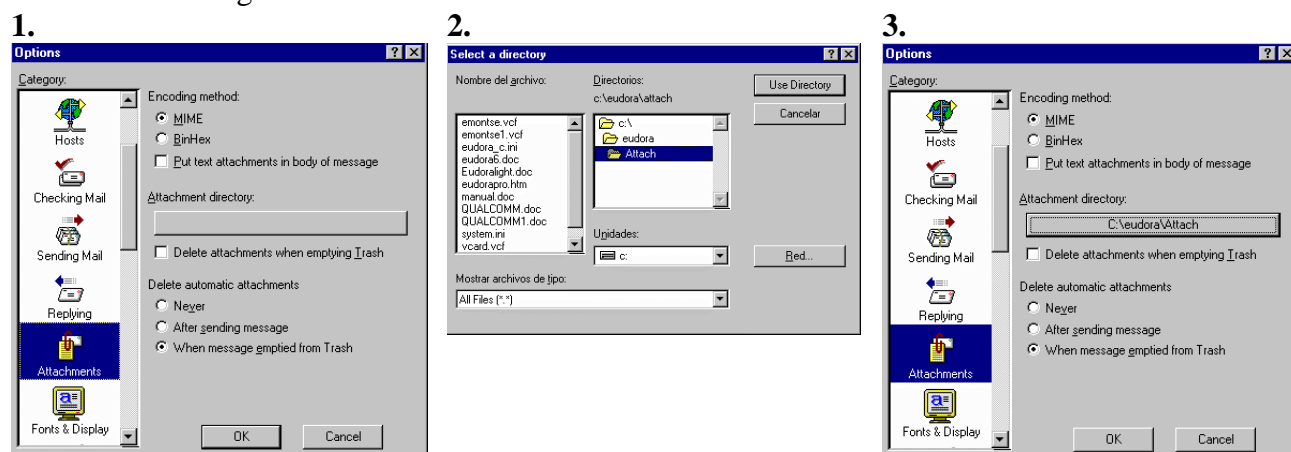 1.
Options
Category:
Hosts
Checking Mail
Sending Mail
Replying
Attachments
Fonts & Display
Encoding method:
MIME
BinHex
Put text attachments in body of message
Attachment directory:
Delete attachments when emptying Trash
Delete automatic attachments
Never
After sending message
When message emptied from Trash
OK Cancel
2.
Select a directory
Nombre del archivo:
emontse.vcf
emontse1.vcf
eudora_c.ini
eudora6.doc
Eudoralight.doc
eudorapro.htm
manual.doc
QUALCOMM.doc
QUALCOMM1.doc
system.ini
vcard.vcf
Mostrar archivos de tipo:
All Files (*.*)
Directorios:
c:\eudora\attach
c:\
eudora
Attach
Unidades:
c:
Use Directory
Cancelar
Red...
3.
Options
Category:
Hosts
Checking Mail
Sending Mail
Replying
Attachments
Fonts & Display
Encoding method:
MIME
BinHex
Put text attachments in body of message
Attachment directory:
C:\eudora\Attach
Delete attachments when emptying Trash
Delete automatic attachments
Never
After sending message
When message emptied from Trash
OK Cancel